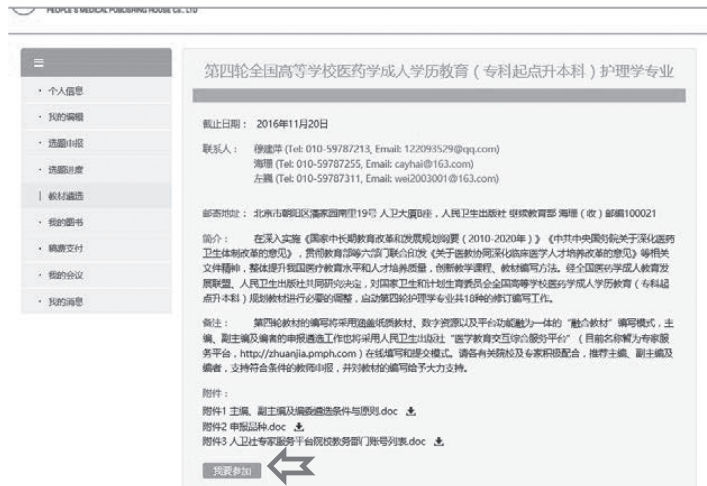 PEOPLE'S MEDICAL PUBLISHING HOUSE CO., LTD
个人信息
我的编辑
选题申报
选题进度
教材遴选
我的图书
稿费支付
我的会议
我的消息
第四轮全国高等学校医药学成人学历教育（专科起点升本科）护理学专业
截止日期： 2016年11月20日
联系人： 穆建萍 (Tel: 010-59787213, Email: 122093529@qq.com)
海珊 (Tel: 010-59787255, Email: cayhai@163.com)
左巍 (Tel: 010-59787311, Email: wei2003001@163.com)
邮寄地址： 北京市朝阳区潘家园南里19号 人卫大厦B座，人民卫生出版社 继续教育部 海珊（收）邮编100021
简介： 在深入实施《国家中长期教育改革和发展规划纲要（2010-2020年）》《中共中央国务院关于深化医药
卫生体制改革的意见》，贯彻教育部等六部门联合印发《关于医教协同深化临床医学人才培养改革的意见》等相关
文件精神，整体提升我国医疗教育水平和人才培养质量，创新教学课程、教材编写方法。经全国医药学成人教育发
展联盟、人民卫生出版社共同研究决定，对国家卫生和计划生育委员会全国高等学校医药学成人学历教育（专科起
点升本科）规划教材进行必要的调整，启动第四轮护理学专业共18种的修订编写工作。
备注： 第四轮教材的编写将采用涵盖纸质教材、数字资源以及平台功能融为一体的“融合教材”编写模式，主
编、副主编及编者的申报遴选工作也将采用人民卫生出版社“医学教育交互综合服务平台”（目前名称暂为专家服
务平台，http://zhuanjia.pmph.com）在线填写和提交模式。请各有关院校及专家积极配合，推荐主编、副主编及
编者，支持符合条件的教师申报，并对教材的编写给予大力支持。
附件：
附件1 主编、副主编及编委遴选条件与原则.doc
附件2 申报品种.doc
附件3 人卫社专家服务平台院校教务部门账号列表.doc
我要参加